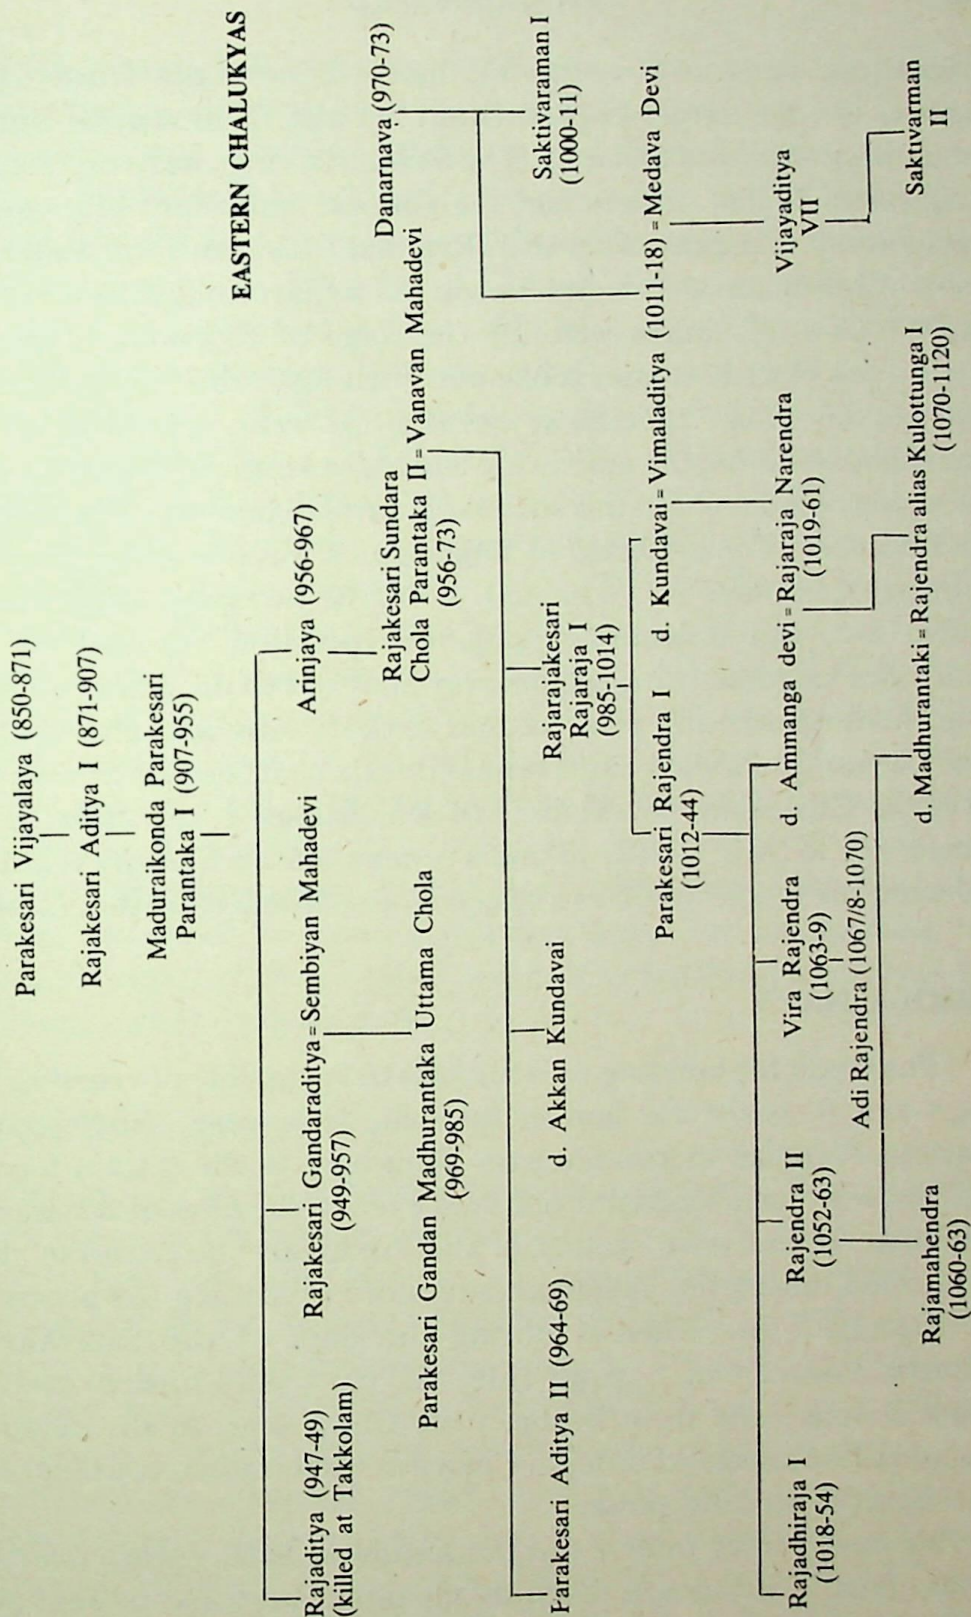 Parakesari Vijayalaya (850-871)
Rajakesari Aditya I (871-907)
Maduraikonda Parakesari
Parantaka I (907-955)
EASTERN CHALUKYAS
Rajaditya (947-49)
(killed at Takkolam)
Rajakesari Gandaraditya = Sembiyan Mahadevi
(949-957)
Arinjaya (956-967)
Danarnava (970-73)
Parakesari Gandan Madhurantaka Uttama Chola
(969-985)
Rajakesari Sundara
Chola Parantaka II = Vanavan Mahadevi
(956-73)
Saktivaraman I
(1000-11)
Parakesari Aditya II (964-69)
d. Akkan Kundavai
Rajarajakesari
Rajaraja I
(985-1014)
Parakesari Rajendra I
(1012-44)
d. Kundavai = Vimaladitya (1011-18) = Medava Devi
Rajadhiraja I
(1018-54)
Rajendra II
(1052-63)
Vira Rajendra
(1063-9)
d. Ammanga devi = Rajaraja Narendra
(1019-61)
Vijayaditya
VII
Adi Rajendra (1067/8-1070)
Rajamahendra
(1060-63)
d. Madhurantaki = Rajendra alias Kulottunga I
(1070-1120)
Saktivarman
II